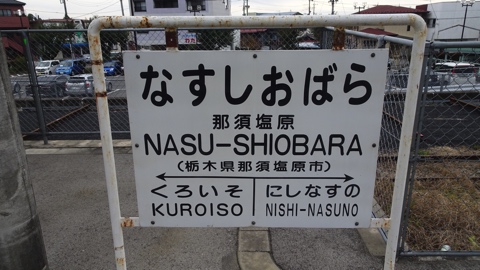 なすしおばら
那須塩原
NASU-SHIOBARA
(栃木県那須塩原市)
くろいそ にしなすの
KUROISO NISHI-NASUNO